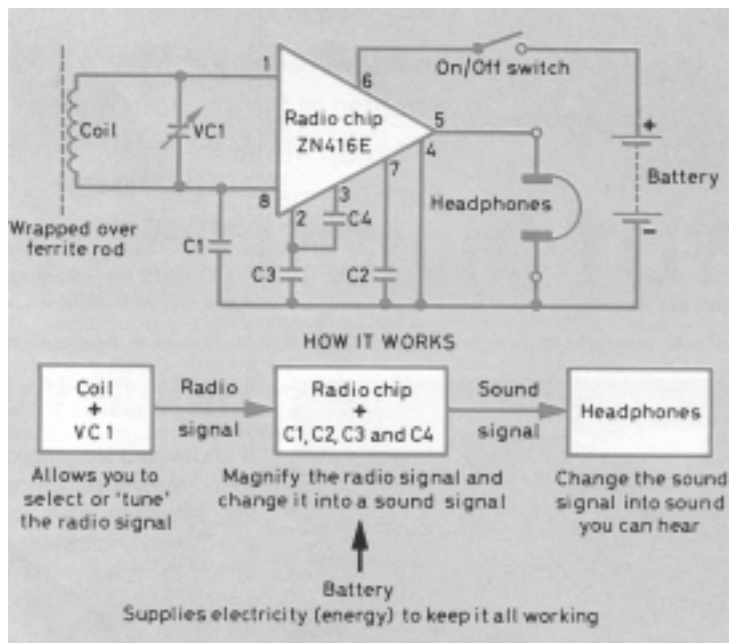 1
6
On/Off switch
Coil
VC1
Radio chip
ZN416E
5
4
+
Battery
-
8
2
3
7
C4
Headphones
Wrapped over
ferrite rod
C1
C3
C2
HOW IT WORKS
Coil
+
VC1
Radio
signal
Radio chip
+
C1, C2, C3 and C4
Sound
signal
Headphones
Allows you to
select or 'tune'
the radio signal
Magnify the radio signal and
change it into a sound signal
Change the sound
signal into sound
you can hear
Battery
Supplies electricity (energy) to keep it all working